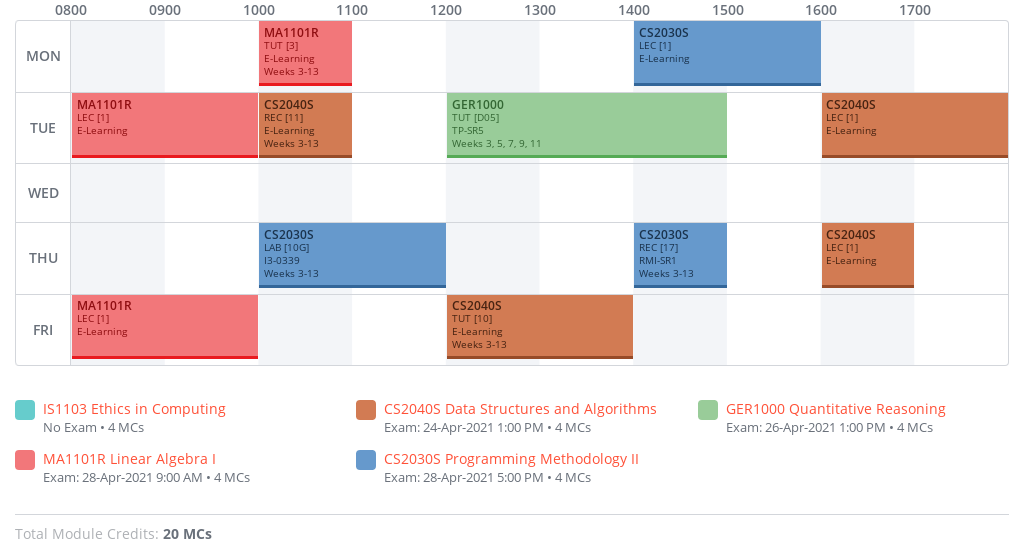 0800 0900 1000 1100 1200 1300 1400 1500 1600 1700
MON
MA1101R
TUT [3]
E-Learning
Weeks 3-13
CS2030S
LEC [1]
E-Learning
TUE
MA1101R
LEC [1]
E-Learning
CS2040S
REC [11]
E-Learning
Weeks 3-13
GER1000
TUT [D05]
TP-SR5
Weeks 3, 5, 7, 9, 11
CS2040S
LEC [1]
E-Learning
WED
THU
CS2030S
LAB [10G]
I3-0339
Weeks 3-13
CS2030S
REC [17]
RMI-SR1
Weeks 3-13
CS2040S
LEC [1]
E-Learning
FRI
MA1101R
LEC [1]
E-Learning
CS2040S
TUT [10]
E-Learning
Weeks 3-13
IS1103 Ethics in Computing
No Exam • 4 MCs
CS2040S Data Structures and Algorithms
Exam: 24-Apr-2021 1:00 PM • 4 MCs
GER1000 Quantitative Reasoning
Exam: 26-Apr-2021 1:00 PM • 4 MCs
MA1101R Linear Algebra I
Exam: 28-Apr-2021 9:00 AM • 4 MCs
CS2030S Programming Methodology II
Exam: 28-Apr-2021 5:00 PM • 4 MCs
Total Module Credits: 20 MCs